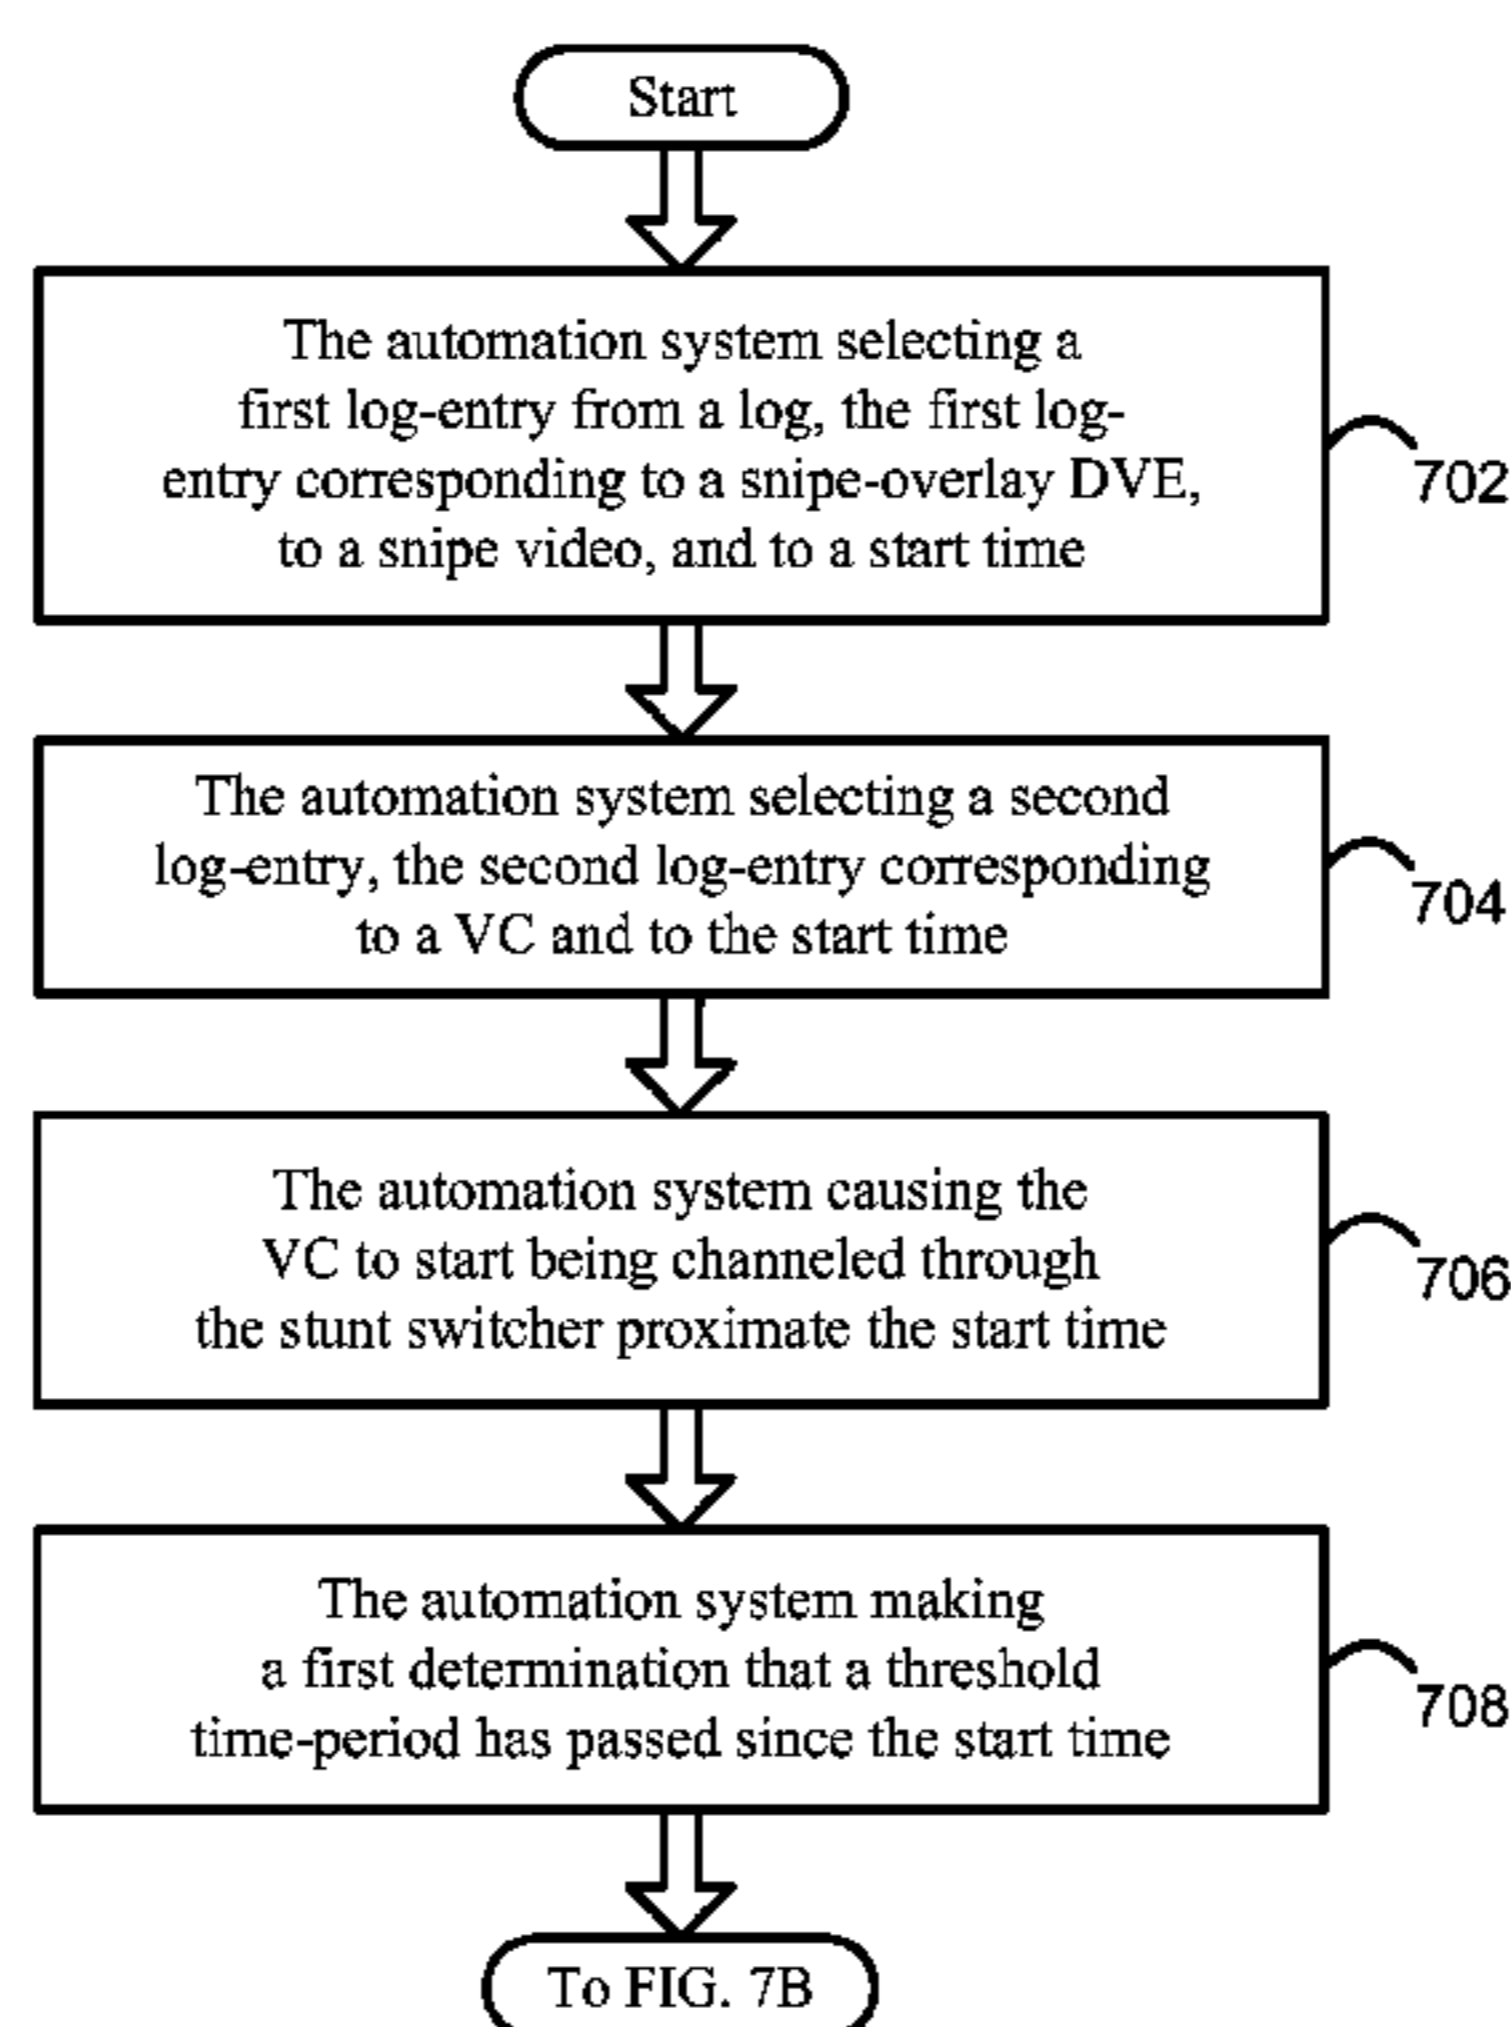 Start
The automation system selecting a
first log-entry from a log, the first log-
entry corresponding to a snipe-overlay DVE,
to a snipe video, and to a start time
702
The automation system selecting a second
log-entry, the second log-entry corresponding
to a VC and to the start time
704
The automation system causing the
VC to start being channeled through
the stunt switcher proximate the start time
706
The automation system making
a first determination that a threshold
time-period has passed since the start time
708
To FIG. 7B